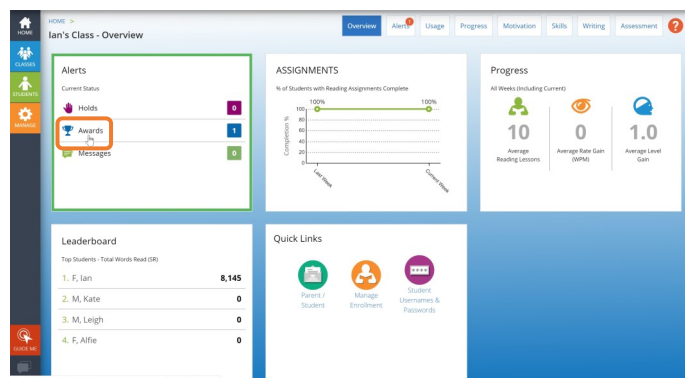 HOME
CLASSES
STUDENTS
MANAGE
GUIDE ME
HOME >
Ian's Class - Overview
Overview
Alerts
Usage
Progress
Motivation
Skills
Writing
Assessment
?
Alerts
Current Status
Holds 0
Awards 1
Messages 0
ASSIGNMENTS
% of Students with Reading Assignments Complete
Completion %
100
80
60
40
20
0
100%
100%
Last Week
Current Week
Progress
All Weeks (Including Current)
10
Average
Reading Lessons
0
Average Rate Gain
(WPM)
1.0
Average Level
Gain
Leaderboard
Top Students - Total Words Read (SR)
1. F, Ian 8,145
2. M, Kate 0
3. M, Leigh 0
4. F, Alfie 0
Quick Links
Parent /
Student
Manage
Enrollment
Student
Usernames &
Passwords